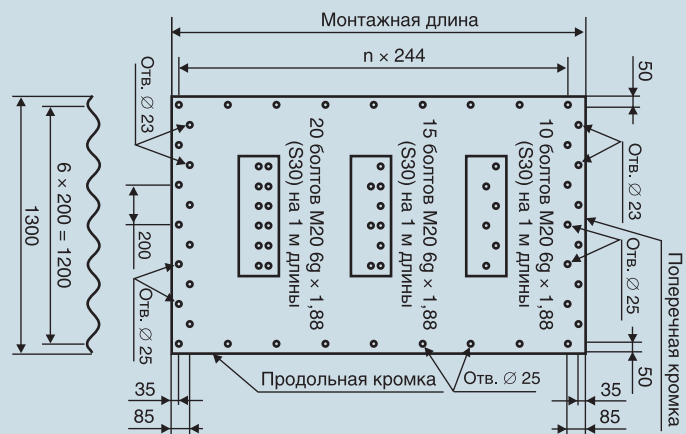 Монтажная длина
n × 244
50
Отв. ∅ 23
6 × 200 = 1200
1300
200
Отв. ∅ 25
20 болтов М20 6g × 1,88
(S30) на 1 м длины
15 болтов М20 6g × 1,88
(S30) на 1 м длины
10 болтов М20 6g × 1,88
(S30) на 1 м длины
Отв. ∅ 23
Отв. ∅ 25
Поперечная кромка
Продольная кромка
Отв. ∅ 25
50
35
85
35
85